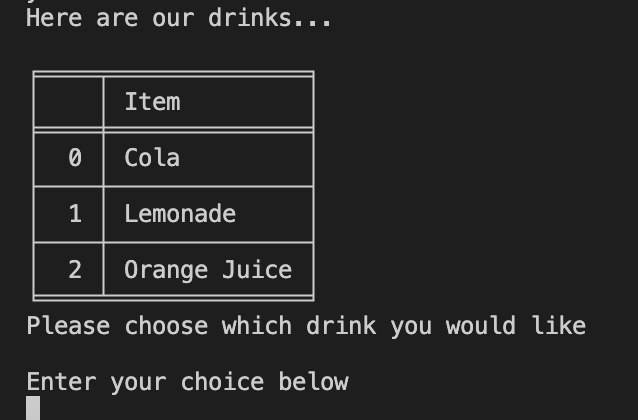 Here are our drinks...
Item
0 Cola
1 Lemonade
2 Orange Juice
Please choose which drink you would like
Enter your choice below